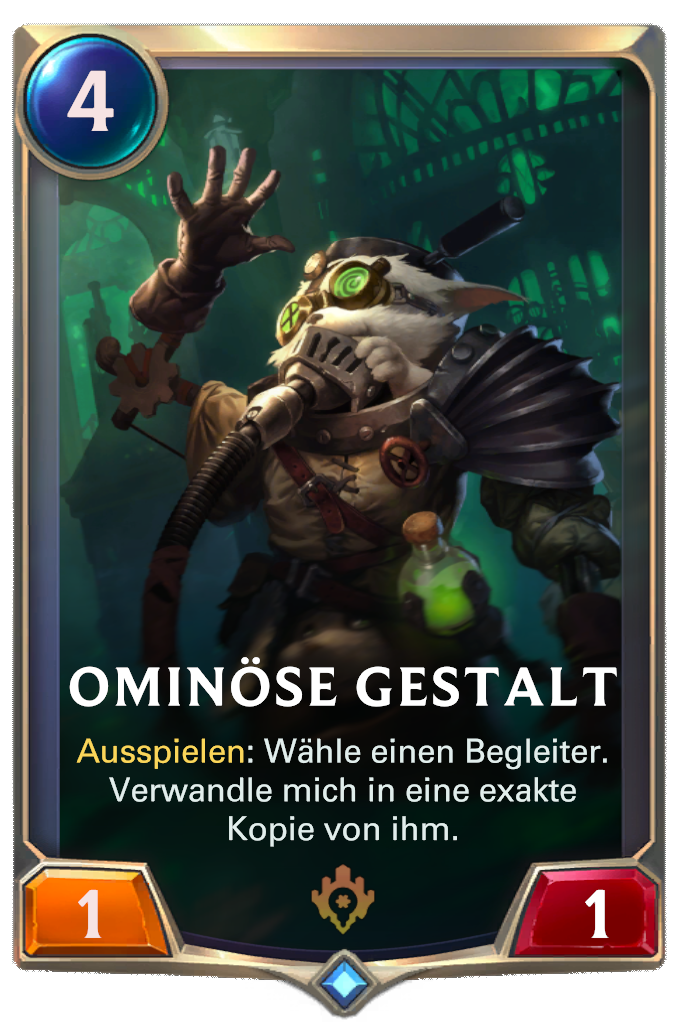 4
OMINÖSE GESTALT
Ausspielen: Wähle einen Begleiter.
Verwandle mich in eine exakte
Kopie von ihm.
1
1